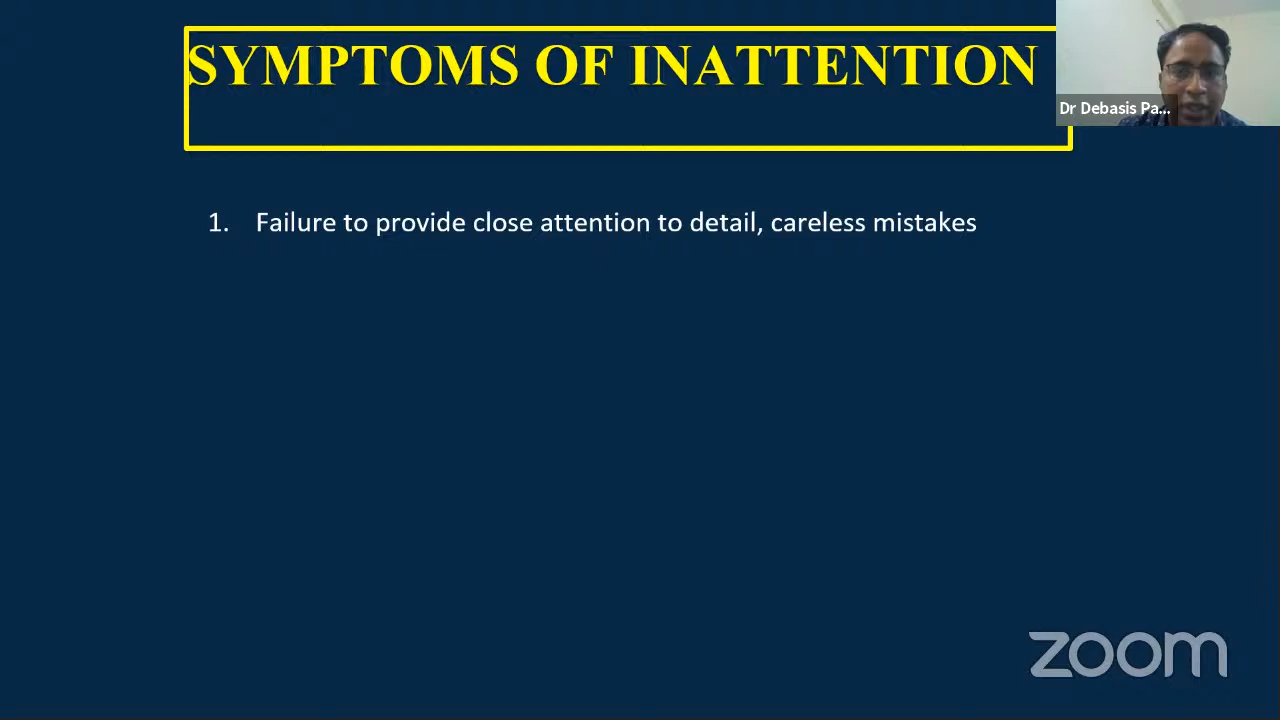 SYMPTOMS OF INATTENTION
Dr Debasis Pa...
1. Failure to provide close attention to detail, careless mistakes
zoom